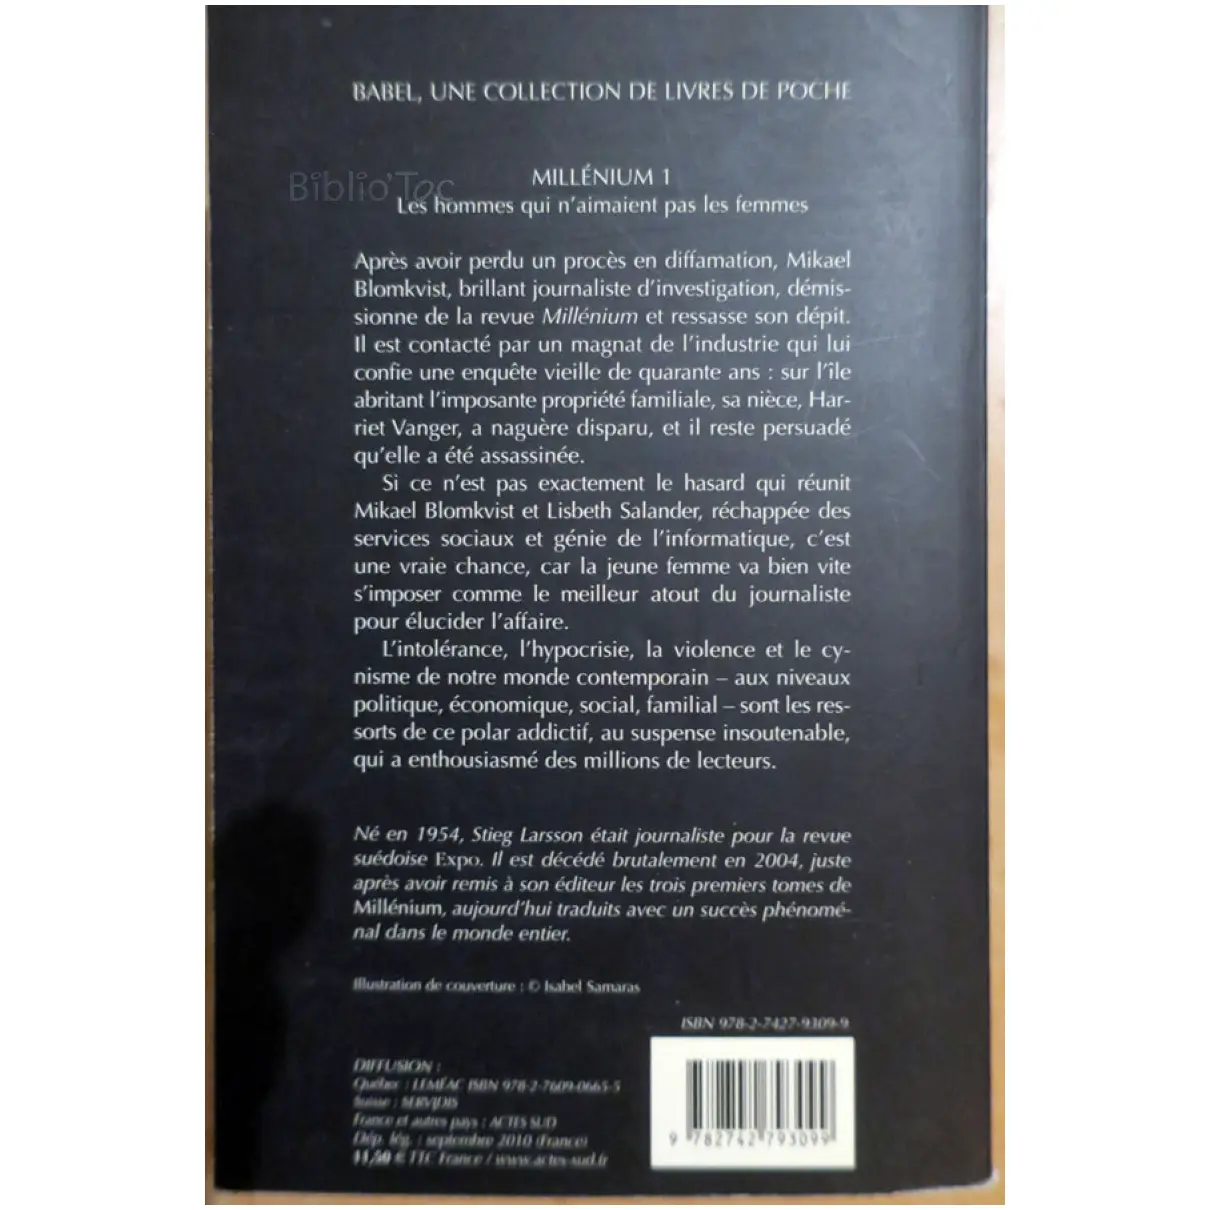 BABEL, UNE COLLECTION DE LIVRES DE POCHE
Biblio'Toc
MILLÉNIUM 1
Les hommes qui n'aimaient pas les femmes
Après avoir perdu un procès en diffamation, Mikael
Blomkvist, brillant journaliste d'investigation, démis-
sionne de la revue Millénium et ressasse son dépit.
Il est contacté par un magnat de l'industrie qui lui
confie une enquête vieille de quarante ans : sur l'île
abritant l'imposante propriété familiale, sa nièce, Har-
riet Vanger, a naguère disparu, et il reste persuadé
qu'elle a été assassinée.
Si ce n'est pas exactement le hasard qui réunit
Mikael Blomkvist et Lisbeth Salander, réchappée des
services sociaux et génie de l'informatique, c'est
une vraie chance, car la jeune femme va bien vite
s'imposer comme le meilleur atout du journaliste
pour élucider l'affaire.
L'intolérance, l'hypocrisie, la violence et le cy-
nisme de notre monde contemporain – aux niveaux
politique, économique, social, familial – sont les res-
sorts de ce polar addictif, au suspense insoutenable,
qui a enthousiasmé des millions de lecteurs.
Né en 1954, Stieg Larsson était journaliste pour la revue
suédoise Expo. Il est décédé brutalement en 2004, juste
après avoir remis à son éditeur les trois premiers tomes de
Millénium, aujourd'hui traduits avec un succès phénomé-
nal dans le monde entier.
Illustration de couverture : © Isabel Samaras
ISBN 978-2-7427-9309-9
DIFFUSION :
Québec : LEMÉAC ISBN 978-2-7609-0665-5
Suisse : SERVIDIS
France et autres pays : ACTES SUD
Dép. lég. : septembre 2010 (France)
11,50 € TTC France / www.actes-sud.fr
9 782742 793099